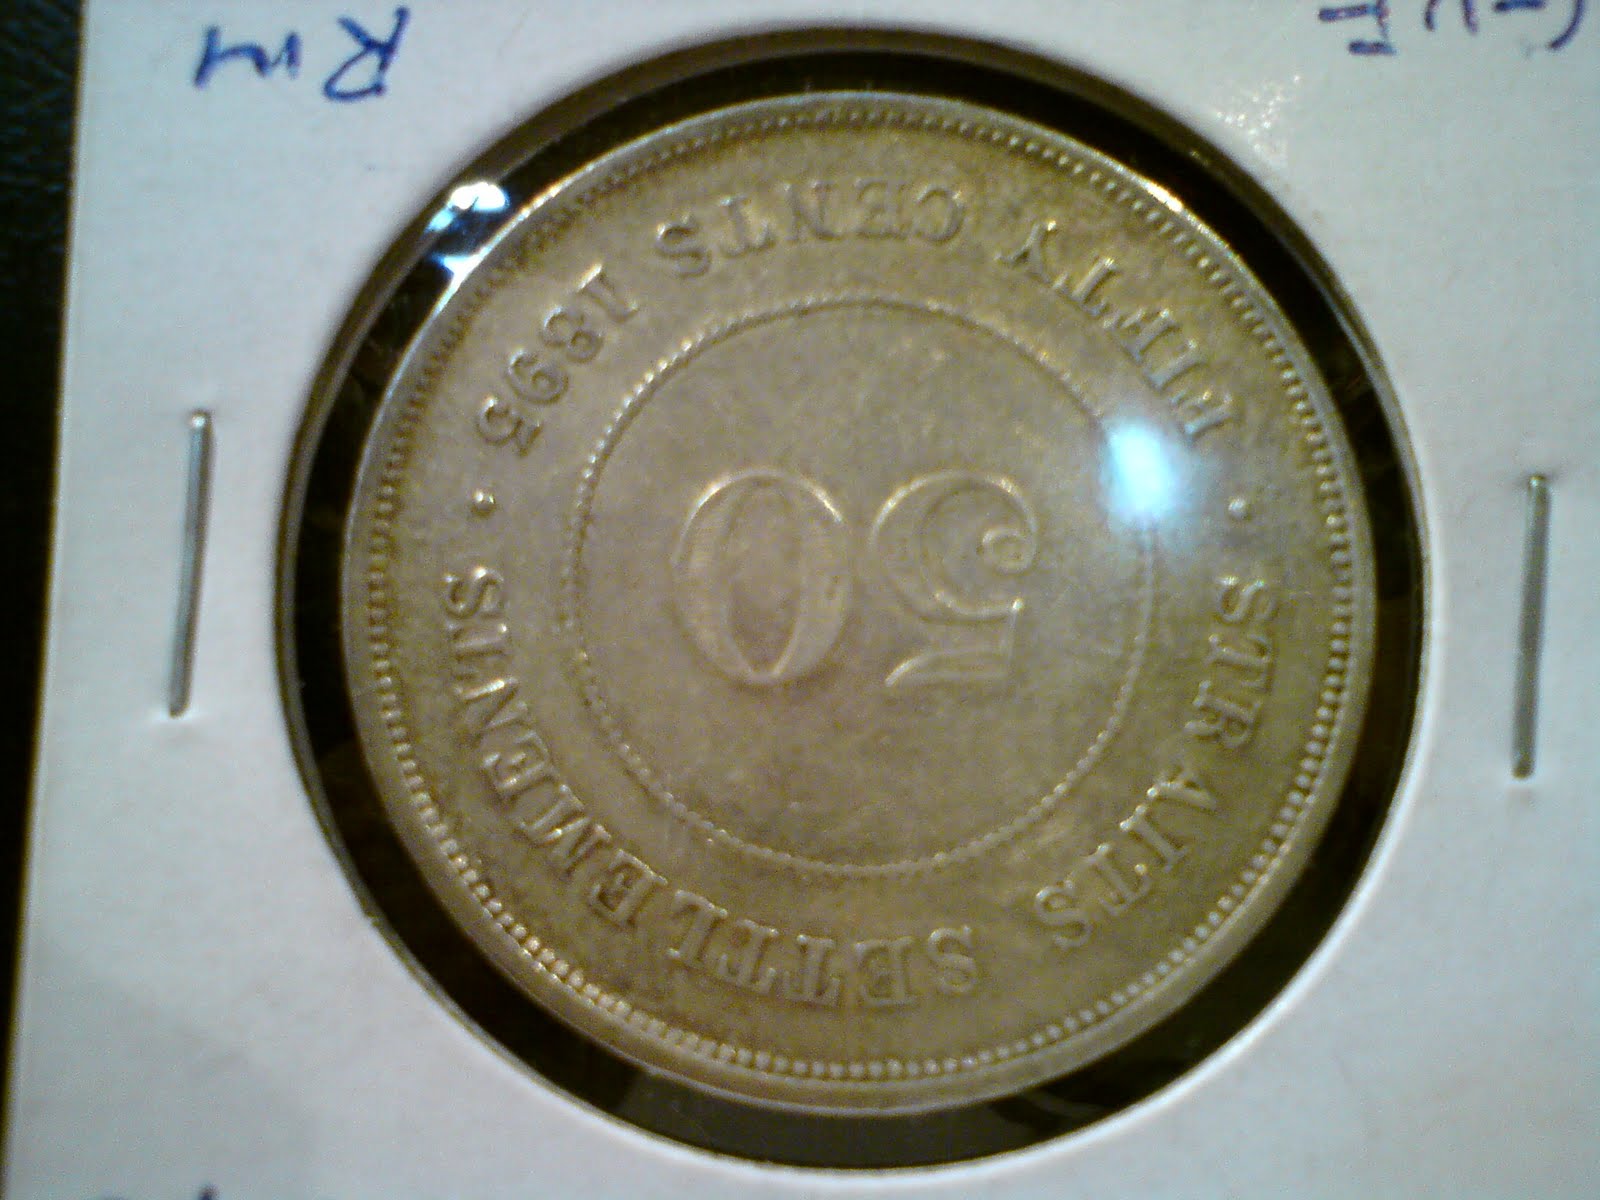 STRAITS SETTLEMENTS
50
FIFTY CENTS 1895
RM